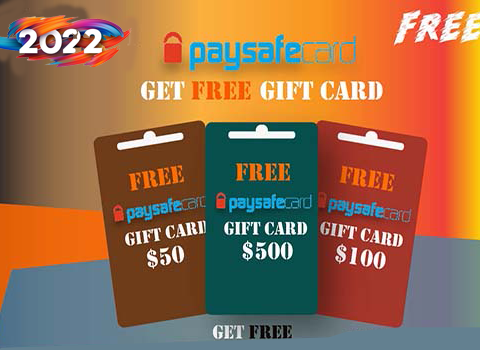 2022
FREE
paysafecard
GET FREE GIFT CARD
FREE
paysafecard
GIFT CARD
$50
FREE
paysafecard
GIFT CARD
$500
FREE
paysafecard
GIFT CARD
$100
GET FREE